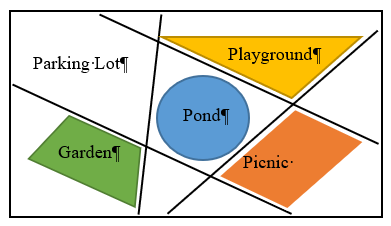 Playground¶
Parking·Lot¶
Pond¶
Garden¶
Picnic·